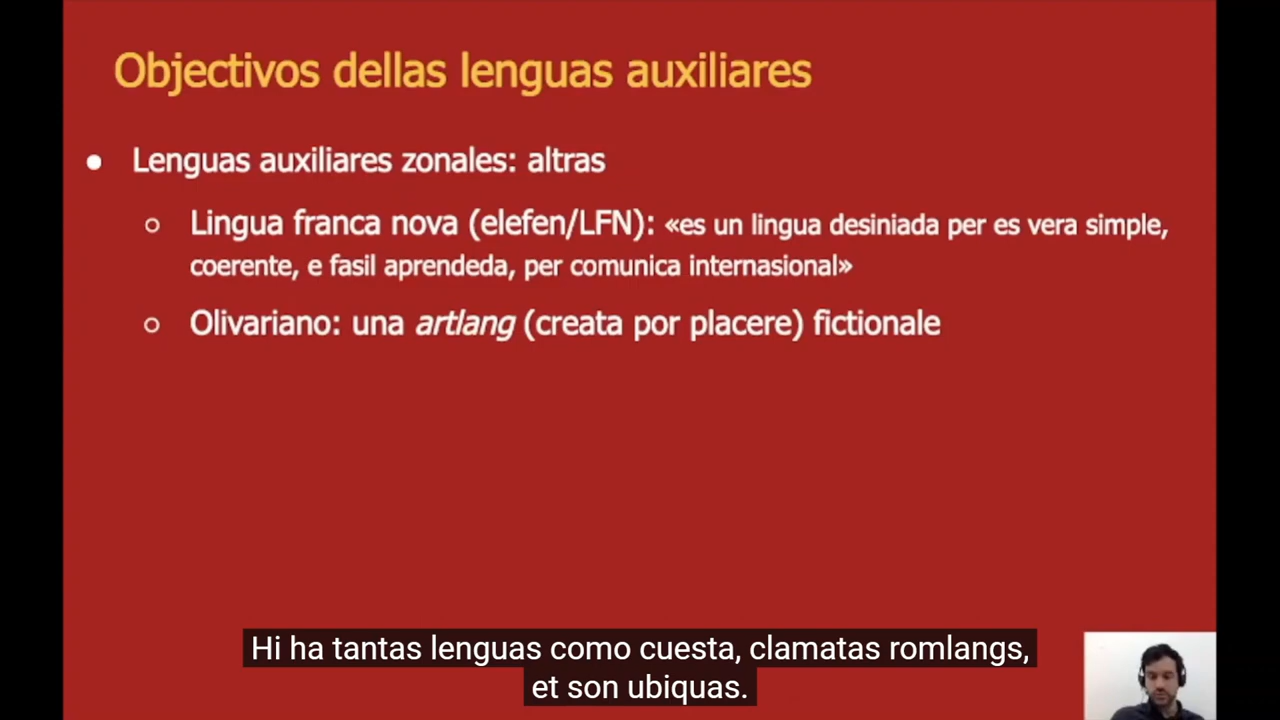 Objectivos dellas lenguas auxiliares
● Lenguas auxiliares zonales: altras
○ Lingua franca nova (elefen/LFN): «es un lingua desiniada per es vera simple,
coerente, e fasil aprendeda, per comunica internasional»
○ Olivariano: una artlang (creata por placere) fictionale
Hi ha tantas lenguas como cuesta, clamatas romlangs,
et son ubiquas.